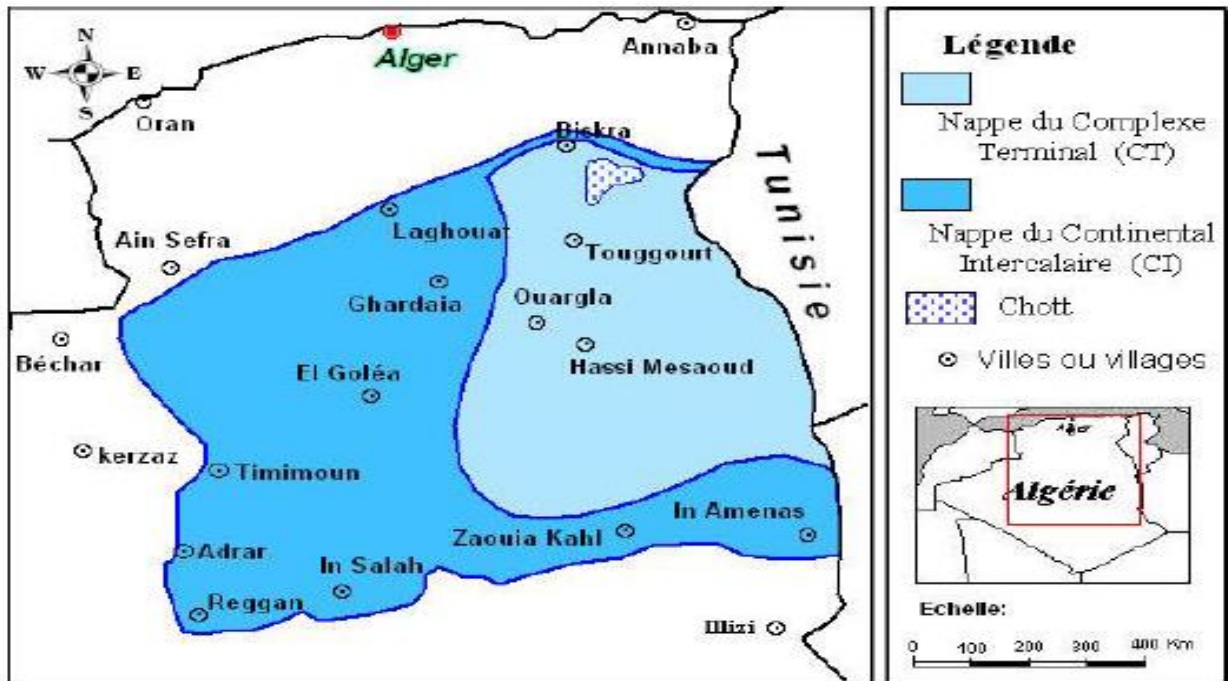 N
W E
S
Alger
Annaba
Oran
Biskra
Tunisie
Laghouat
Ain Sefra
Touggourt
Ghardaia
Ouargla
Béchar
Hassi Mesaoud
El Goléa
kerzaz
Timimoun
In Amenas
Zaouia Kahl
Adrar
In Salah
Reggan
Illizi
Légende
Nappe du Complexe
Terminal (CT)
Nappe du Continental
Intercalaire (CI)
Chott
Villes ou villages
Alger
Algérie
Echelle:
0 100 200 300 400 Km